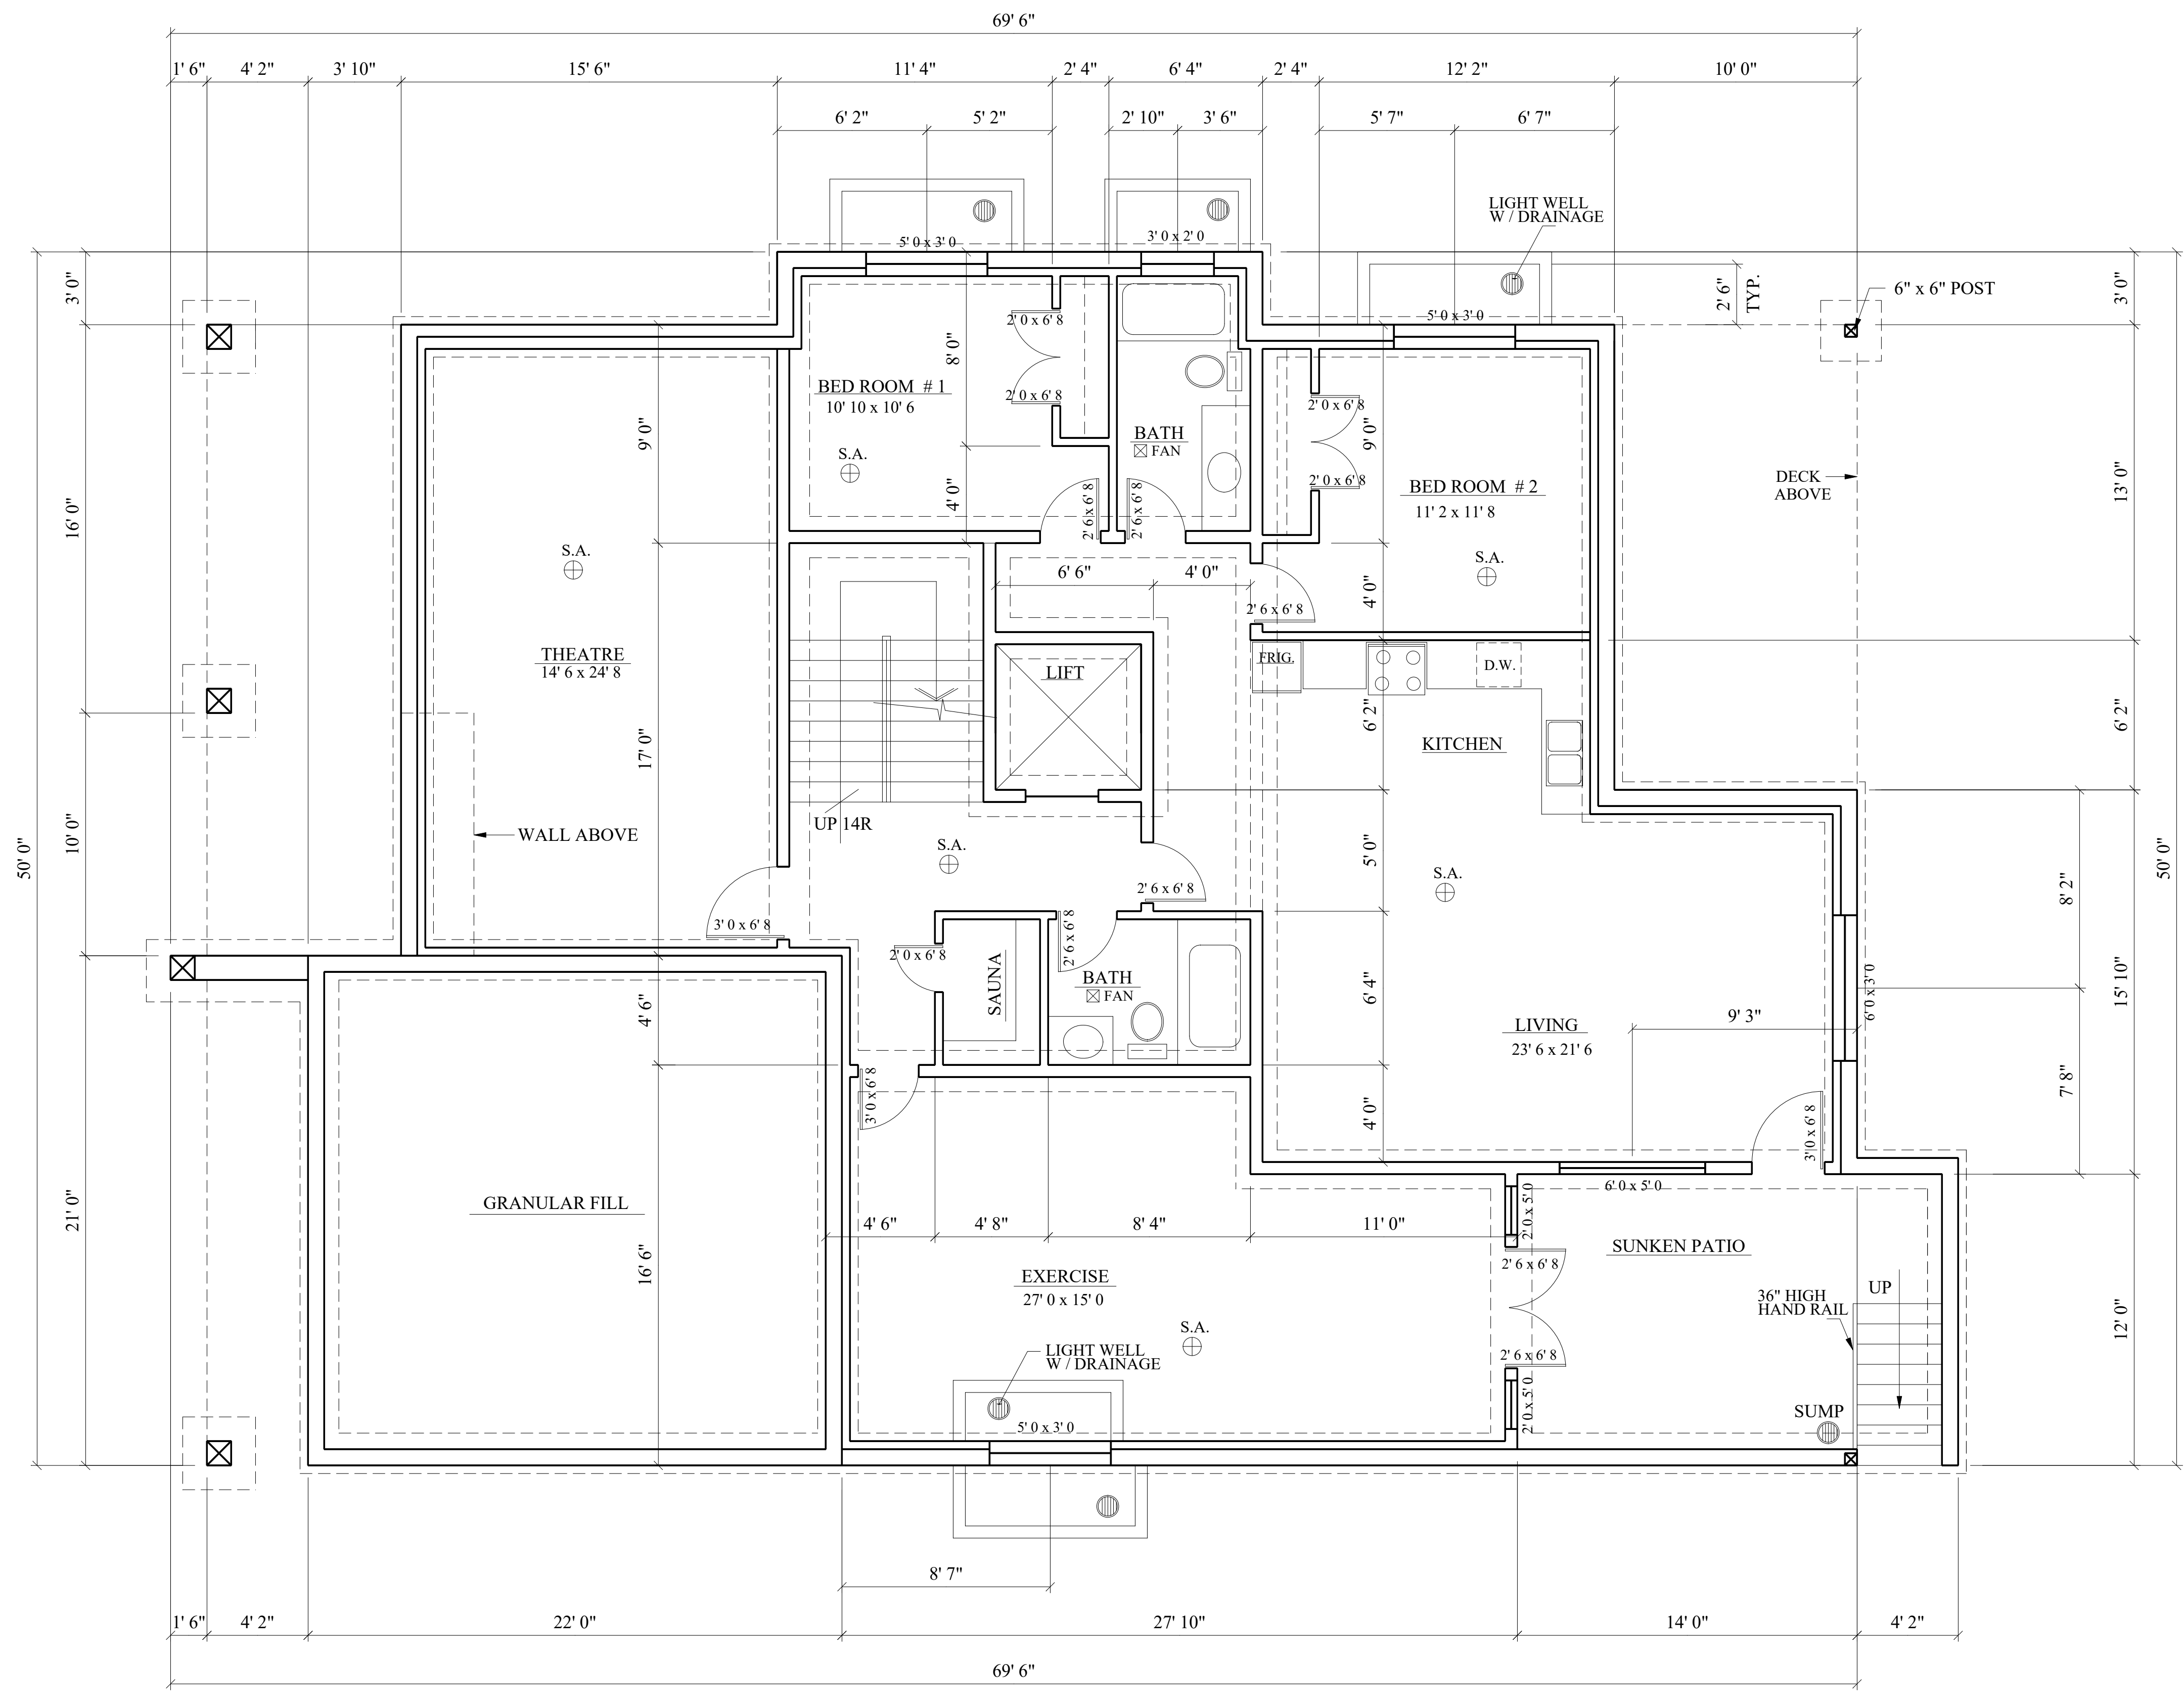 69' 6"
1' 6" 4' 2" 3' 10" 15' 6" 11' 4" 2' 4" 6' 4" 2' 4" 12' 2" 10' 0"
6' 2" 5' 2" 2' 10" 3' 6" 5' 7" 6' 7"
LIGHT WELL
W / DRAINAGE
5' 0 x 3' 0
3' 0 x 2' 0
5' 0 x 3' 0
2' 6"
TYP.
6" x 6" POST
3' 0"
3' 0"
2' 0 x 6' 8
2' 0 x 6' 8
8' 0"
4' 0"
BED ROOM # 1
10' 10 x 10' 6
S.A.
2' 6 x 6' 8
2' 6 x 6' 8
BATH
FAN
2' 0 x 6' 8
2' 0 x 6' 8
9' 0"
BED ROOM # 2
11' 2 x 11' 8
S.A.
DECK
ABOVE
13' 0"
9' 0"
16' 0"
S.A.
THEATRE
14' 6 x 24' 8
17' 0"
6' 6" 4' 0"
2' 6 x 6' 8
4' 0"
LIFT
FRIG.
D.W.
6' 2"
KITCHEN
6' 2"
UP 14R
WALL ABOVE
10' 0"
50' 0"
50' 0"
S.A.
2' 6 x 6' 8
5' 0"
S.A.
8' 2"
3' 0 x 6' 8
2' 0 x 6' 8
SAUNA
2' 6 x 6' 8
BATH
FAN
6' 4"
4' 6"
6' 0 x 3' 0
9' 3"
LIVING
23' 6 x 21' 6
15' 10"
7' 8"
3' 0 x 6' 8
4' 0"
3' 0 x 6' 8
6' 0 x 5' 0
GRANULAR FILL
21' 0"
16' 6"
4' 6" 4' 8" 8' 4" 11' 0"
2' 0 x 5' 0
2' 6 x 6' 8
SUNKEN PATIO
EXERCISE
27' 0 x 15' 0
UP
36" HIGH
HAND RAIL
12' 0"
S.A.
LIGHT WELL
W / DRAINAGE
2' 6 x 6' 8
2' 0 x 5' 0
SUMP
5' 0 x 3' 0
8' 7"
1' 6" 4' 2" 22' 0" 27' 10" 14' 0" 4' 2"
69' 6"